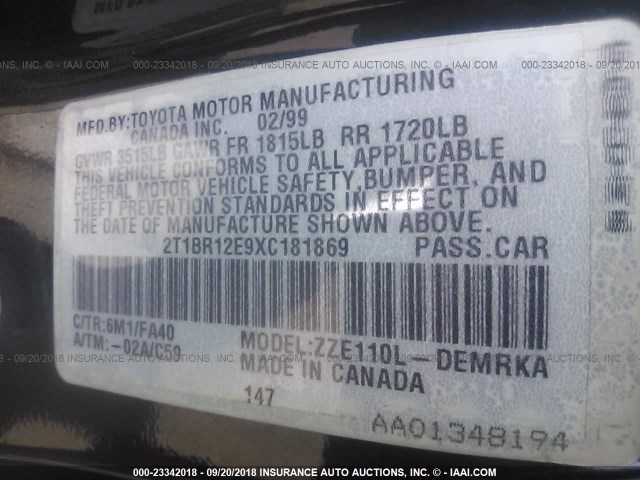 000-23342018 - 09/20/2018 INSURANCE AUTO AUCTIONS - © - IAAI.COM
MFD.BY:TOYOTA MOTOR MANUFACTURING
CANADA INC. 02/99
GVWR 3515LB GAWR FR 1815LB RR 1720LB
THIS VEHICLE CONFORMS TO ALL APPLICABLE
FEDERAL MOTOR VEHICLE SAFETY,BUMPER, AND
THEFT PREVENTION STANDARDS IN EFFECT ON
THE DATE OF MANUFACTURE SHOWN ABOVE.
2T1BR12E9XC181869 PASS.CAR
C/TR:6M1/FA40
A/TM:-02A/C59
MODEL:ZZE110L-DEMRKA
MADE IN CANADA
147
AA01348194
000-23342018 - 09/20/2018 INSURANCE AUTO AUCTIONS - © - IAAI.COM